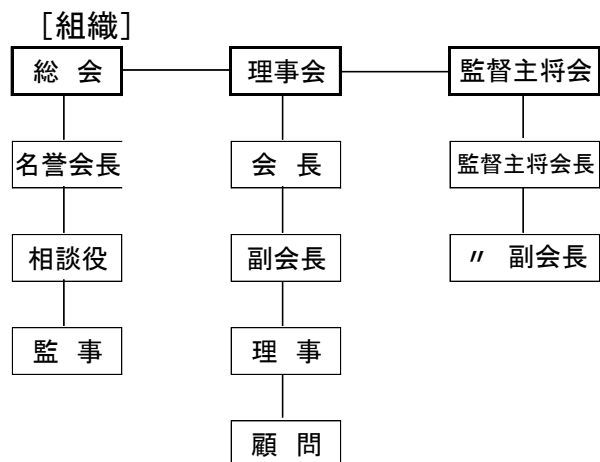 ［組織］
総 会 理事会 監督主将会
名誉会長 会 長 監督主将会長
相談役 副会長 〃 副会長
監 事 理 事
顧 問